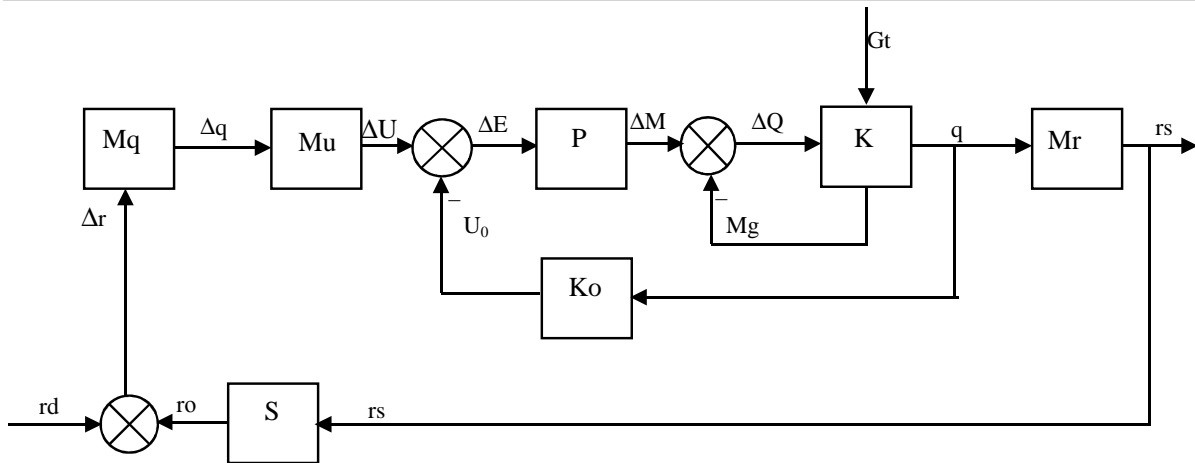 Gt
Mq
Δq
Mu
ΔU
ΔE
P
ΔM
ΔQ
K
q
Mr
rs
Δr
–
U₀
–
Mg
Ko
rd
ro
S
rs